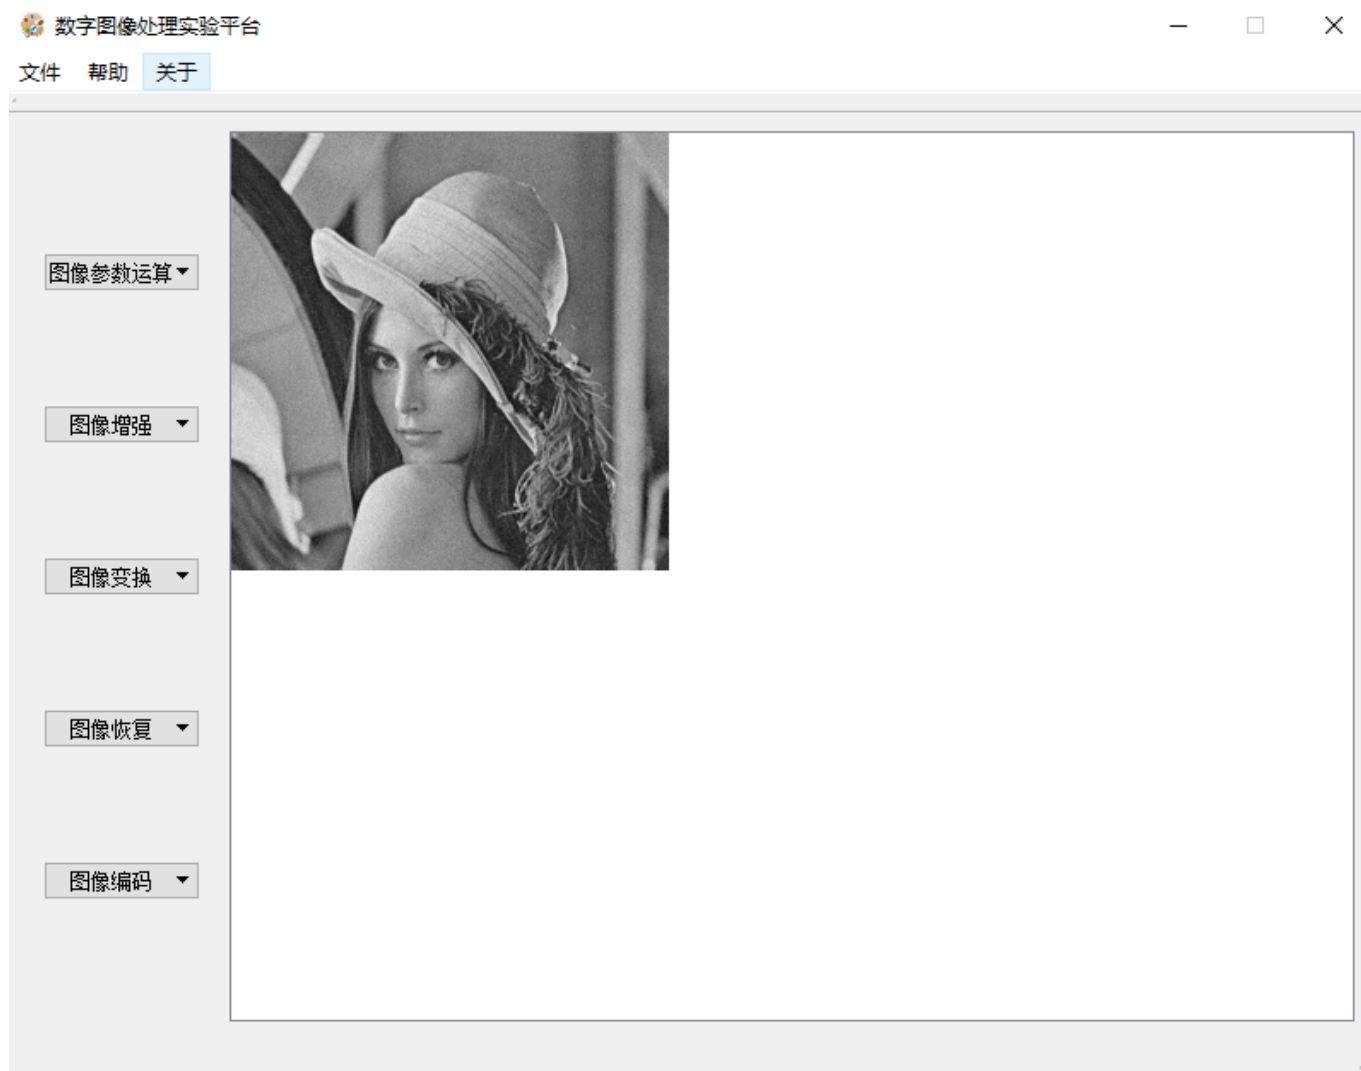 数字图像处理实验平台
文件 帮助 关于
图像参数运算
图像增强
图像变换
图像恢复
图像编码